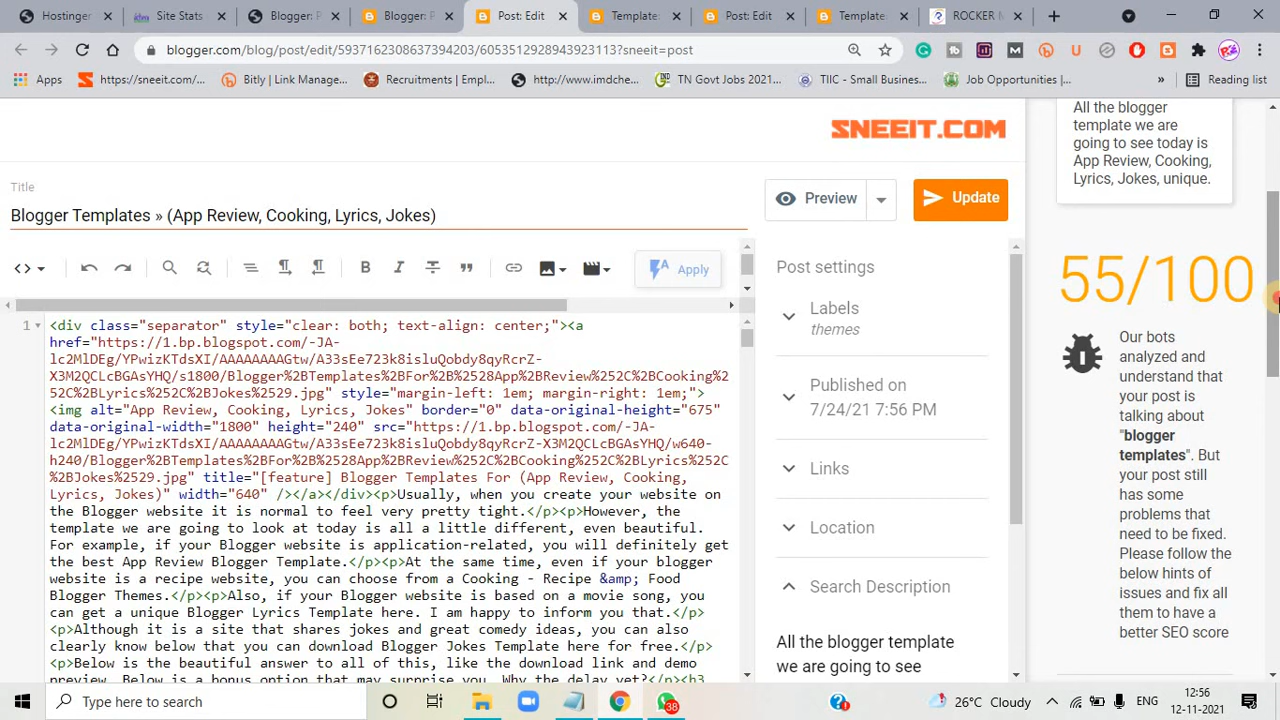 Hostinger
Site Stats
Blogger: P
Blogger: P
Post: Edit
Template
Post: Edit
Template
ROCKER M
blogger.com/blog/post/edit/5937162308637394203/6053512928943923113?sneeit=post
Apps
https://sneeit.com/...
Bitly | Link Manage...
Recruitments | Empl...
http://www.imdche...
TN Govt Jobs 2021...
TIIC - Small Business...
Job Opportunities |...
»
Reading list
SNEEIT.COM
Title
Blogger Templates » (App Review, Cooking, Lyrics, Jokes)
Preview
Update
Apply
1
<div class="separator" style="clear: both; text-align: center;"><a
href="https://1.bp.blogspot.com/-JA-
lc2MlDEg/YPwizKTdsXI/AAAAAAAAGtw/A33sEe723k8isluQobdy8qyRcrZ-
X3M2QCLcBGAsYHQ/s1800/Blogger%2BTemplates%2BFor%2B%2528App%2BReview%252C%2BCooking%2
52C%2BLyrics%252C%2BJokes%2529.jpg" style="margin-left: 1em; margin-right: 1em;">
<img alt="App Review, Cooking, Lyrics, Jokes" border="0" data-original-height="675"
data-original-width="1800" height="240" src="https://1.bp.blogspot.com/-JA-
lc2MlDEg/YPwizKTdsXI/AAAAAAAAGtw/A33sEe723k8isluQobdy8qyRcrZ-X3M2QCLcBGAsYHQ/w640-
h240/Blogger%2BTemplates%2BFor%2B%2528App%2BReview%252C%2BCooking%252C%2BLyrics%252C
%2BJokes%2529.jpg" title="[feature] Blogger Templates For (App Review, Cooking,
Lyrics, Jokes)" width="640" /></a></div><p>Usually, when you create your website on
the Blogger website it is normal to feel very pretty tight.</p><p>However, the
template we are going to look at today is all a little different, even beautiful.
For example, if your Blogger website is application-related, you will definitely get
the best App Review Blogger Template.</p><p>At the same time, even if your blogger
website is a recipe website, you can choose from a Cooking - Recipe &amp; Food
Blogger Themes.</p><p>Also, if your Blogger website is based on a movie song, you
can get a unique Blogger Lyrics Template here. I am happy to inform you that.</p>
<p>Although it is a site that shares jokes and great comedy ideas, you can also
clearly know below that you can download Blogger Jokes Template here for free.</p>
<p>Below is the beautiful answer to all of this, like the download link and demo
preview. Below is a bonus option that may surprise you. Why the delay yet?</p><h3
Post settings
Labels
themes
Published on
7/24/21 7:56 PM
Links
Location
Search Description
All the blogger template
we are going to see
All the blogger
template we are
going to see today is
App Review, Cooking,
Lyrics, Jokes, unique.
55/100
Our bots
analyzed and
understand that
your post is
talking about
"blogger
templates". But
your post still
has some
problems that
need to be fixed.
Please follow the
below hints of
issues and fix all
them to have a
better SEO score
Type here to search
38
26°C Cloudy
ENG
12:56
12-11-2021